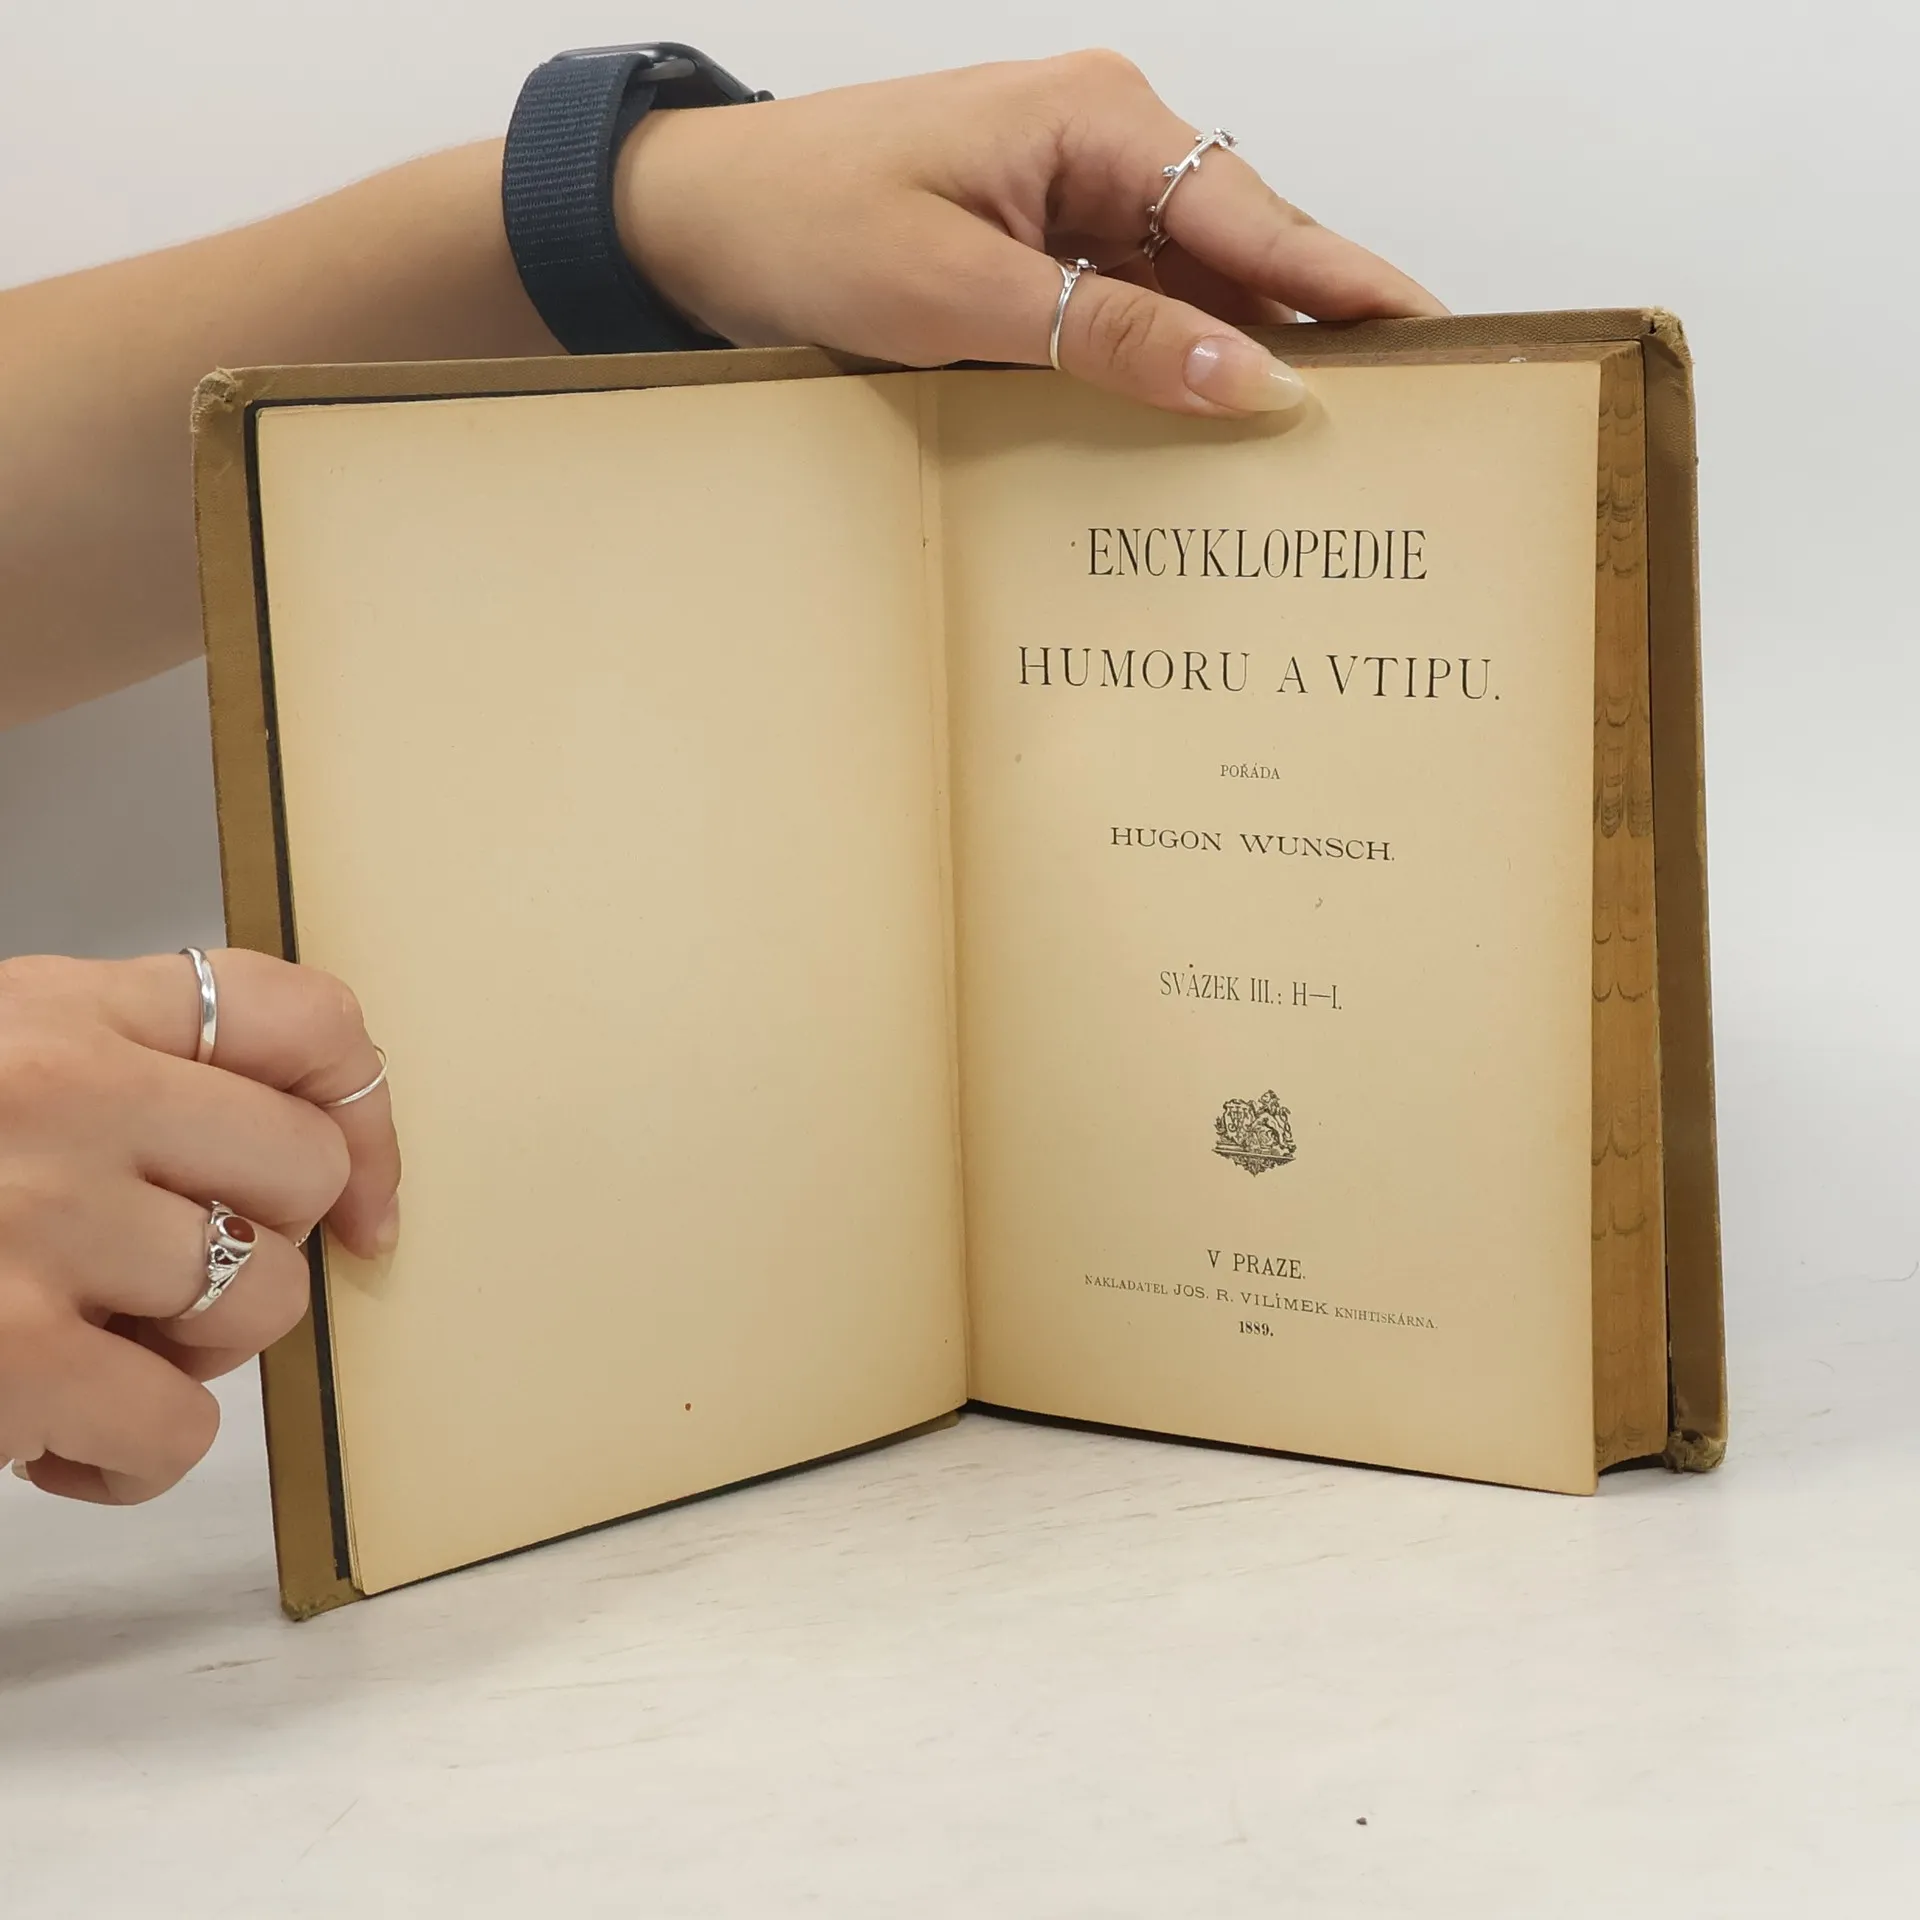 ENCYKLOPEDIE
HUMORU A VTIPU.
POŘÁDA
HUGON WUNSCH.
SVAZEK III.: H—I.
V PRAZE.
NAKLADATEL JOS. R. VILÍMEK KNIHTISKÁRNA.
1889.